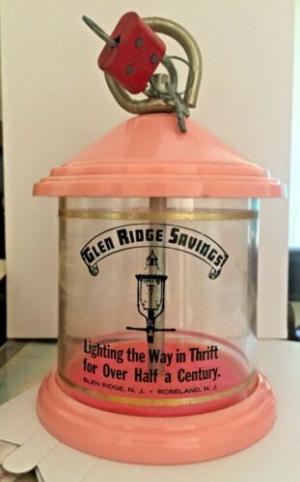 GLEN RIDGE SAVINGS
Lighting the Way in Thrift
for Over Half a Century.
GLEN RIDGE, N. J. • ROSELAND, N. J.